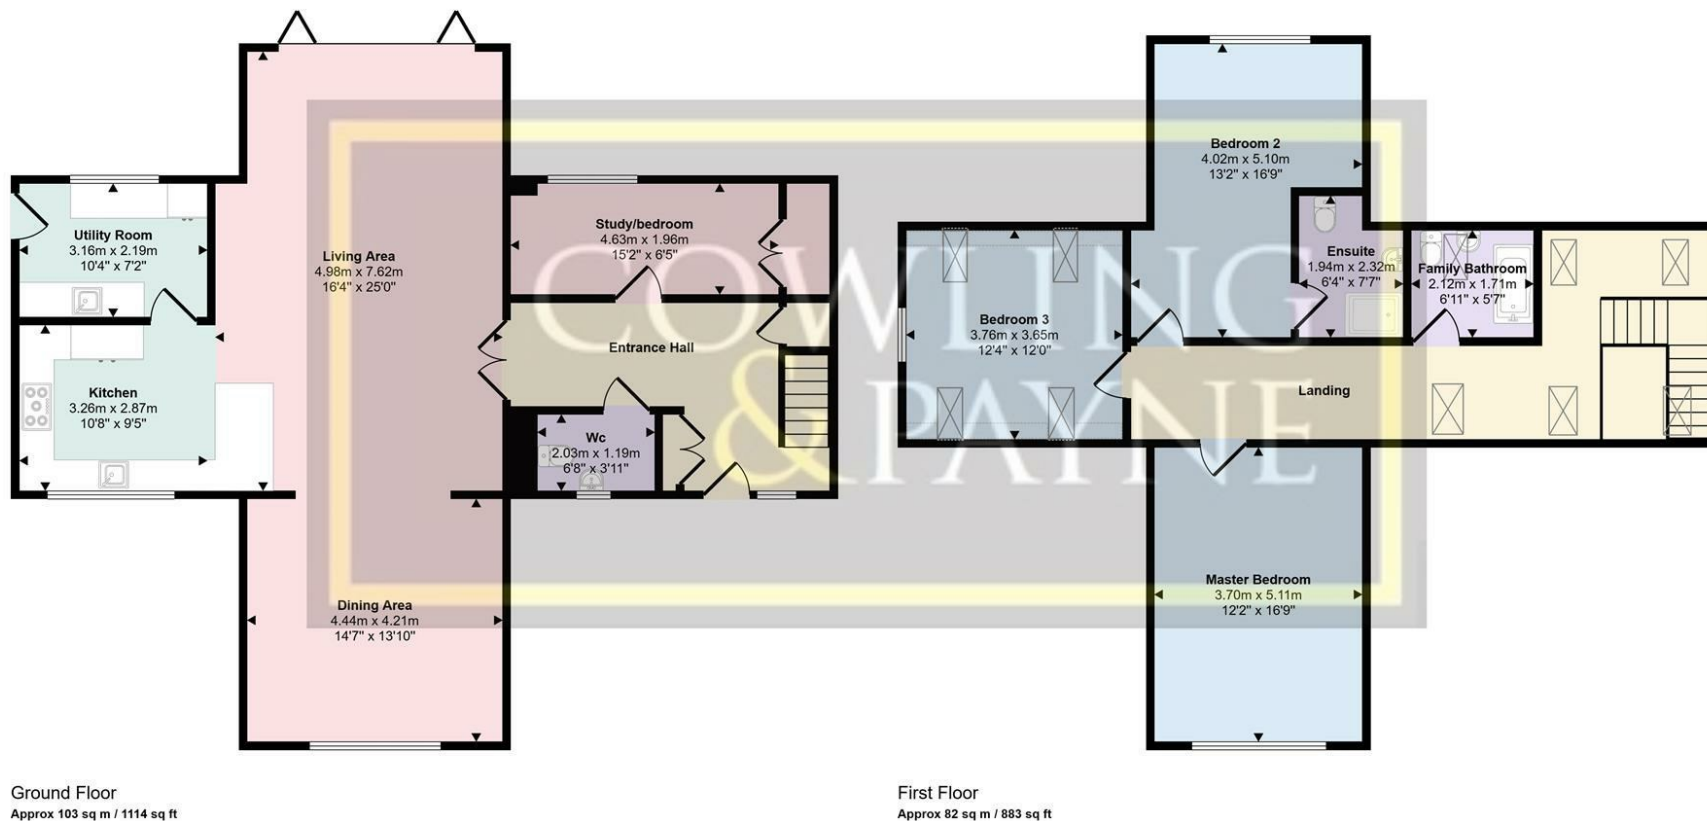 Utility Room
3.16m x 2.19m
10'4" x 7'2"
Kitchen
3.26m x 2.87m
10'8" x 9'5"
Living Area
4.98m x 7.62m
16'4" x 25'0"
Dining Area
4.44m x 4.21m
14'7" x 13'10"
Study/bedroom
4.63m x 1.96m
15'2" x 6'5"
Entrance Hall
Wc
2.03m x 1.19m
6'8" x 3'11"
Ground Floor
Approx 103 sq m / 1114 sq ft
COWLING
& PAYNE
Bedroom 2
4.02m x 5.10m
13'2" x 16'9"
Ensuite
1.94m x 2.32m
6'4" x 7'7"
Family Bathroom
2.12m x 1.71m
6'11" x 5'7"
Bedroom 3
3.76m x 3.65m
12'4" x 12'0"
Landing
Master Bedroom
3.70m x 5.11m
12'2" x 16'9"
First Floor
Approx 82 sq m / 883 sq ft